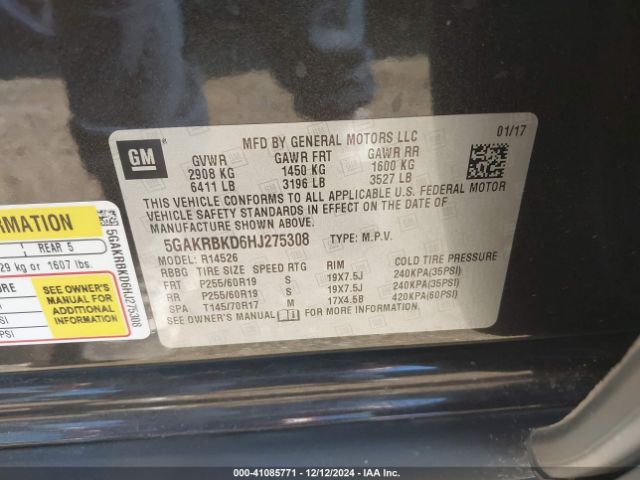 GM
MFD BY GENERAL MOTORS LLC
01/17
GVWR GAWR FRT GAWR RR
2908 KG 1450 KG 1600 KG
6411 LB 3196 LB 3527 LB
THIS VEHICLE CONFORMS TO ALL APPLICABLE U.S. FEDERAL MOTOR
VEHICLE SAFETY STANDARDS IN EFFECT ON THE DATE OF
MANUFACTURE SHOWN ABOVE.
5GAKRBKD6HJ275308 TYPE: M.P.V.
MODEL: R14526
RBBG TIRE SIZE SPEED RTG RIM COLD TIRE PRESSURE
FRT P255/60R19 S 19X7.5J 240KPA(35PSI)
RR P255/60R19 S 19X7.5J 240KPA(35PSI)
SPA T145/70R17 M 17X4.5B 420KPA(60PSI)
SEE OWNER'S MANUAL FOR MORE INFORMATION.
ORMATION
REAR 5
29 kg or 1607 lbs.
URE
SI
PSI
SEE OWNER'S
MANUAL FOR
ADDITIONAL
INFORMATION
5GAKRBKD6HJ275308
000-41085771 - 12/12/2024 - IAA Inc.